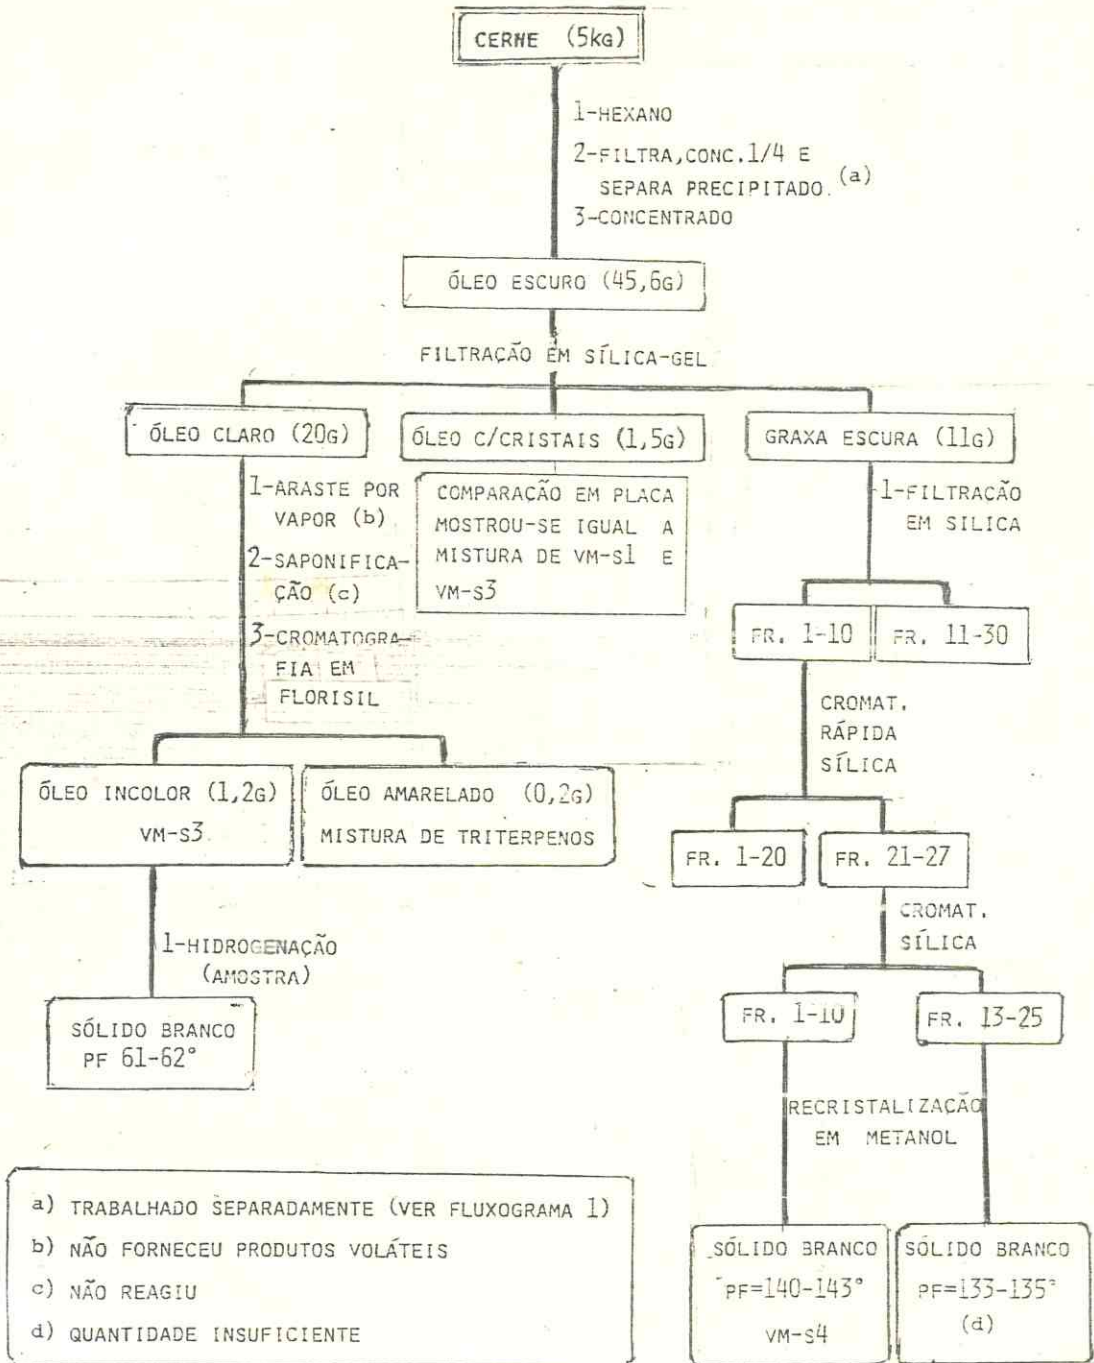 CERNE (5KG)
1-HEXANO
2-FILTRA,CONC.1/4 E
SEPARA PRECIPITADO. (a)
3-CONCENTRADO
ÓLEO ESCURO (45,6G)
FILTRAÇÃO EM SÍLICA-GEL
ÓLEO CLARO (20G)
1-ARASTE POR
VAPOR (b)
2-SAPONIFICA-
ÇÃO (c)
3-CROMATOGRA-
FIA EM
FLORISIL
ÓLEO C/CRISTAIS (1,5G)
COMPARAÇÃO EM PLACA
MOSTROU-SE IGUAL A
MISTURA DE VM-S1 E
VM-S3
GRAXA ESCURA (11G)
1-FILTRAÇÃO
EM SILICA
FR. 1-10
FR. 11-30
CROMAT.
RÁPIDA
SÍLICA
ÓLEO INCOLOR (1,2G)
VM-S3
ÓLEO AMARELADO (0,2G)
MISTURA DE TRITERPENOS
FR. 1-20
FR. 21-27
CROMAT.
SÍLICA
1-HIDROGENAÇÃO
(AMOSTRA)
SÓLIDO BRANCO
PF 61-62°
FR. 1-10
FR. 13-25
RECRISTALIZAÇÃO
EM METANOL
SÓLIDO BRANCO
PF=140-143°
VM-S4
SÓLIDO BRANCO
PF=133-135°
(d)
a) TRABALHADO SEPARADAMENTE (VER FLUXOGRAMA 1)
b) NÃO FORNECEU PRODUTOS VOLÁTEIS
c) NÃO REAGIU
d) QUANTIDADE INSUFICIENTE